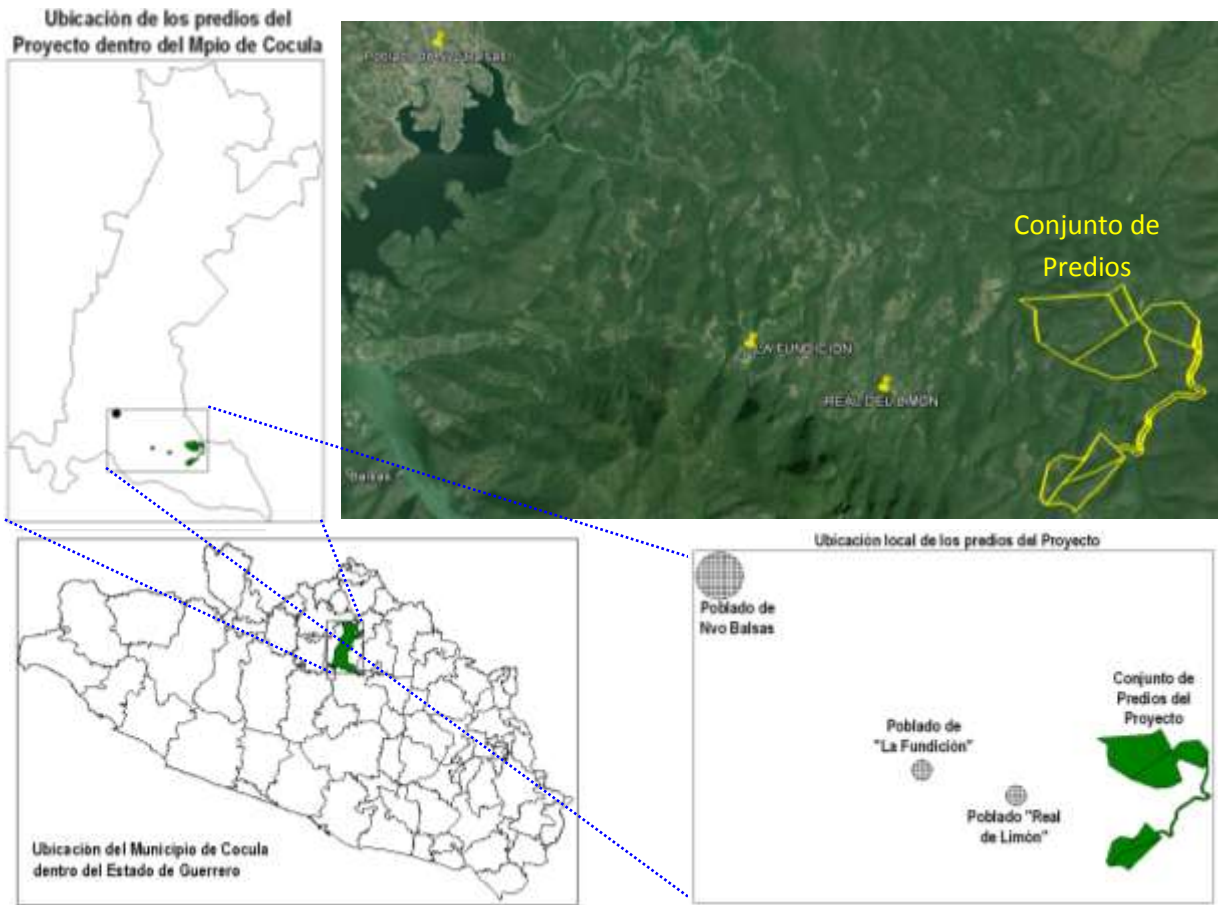 Ubicación de los predios del
Proyecto dentro del Mpio de Cocula
Conjunto de
Predios
LA FUNDICION
REAL DEL LIMON
Balsas
Ubicación del Municipio de Cocula
dentro del Estado de Guerrero
Ubicación local de los predios del Proyecto
Poblado de
Nvo Balsas
Conjunto de
Predios del
Proyecto
Poblado de
"La Fundición"
Poblado "Real
de Limón"